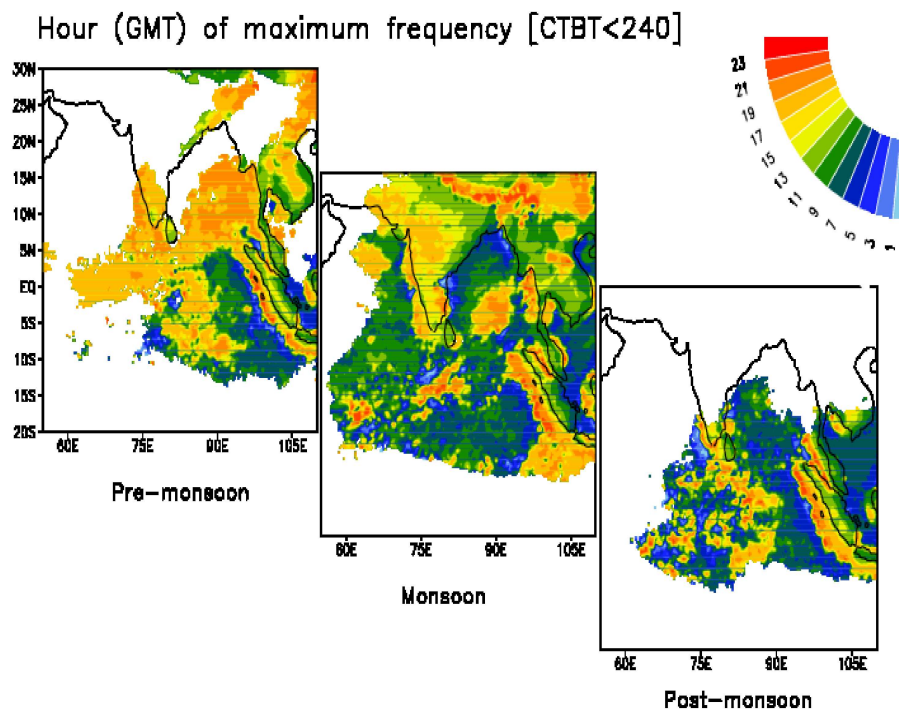 Hour (GMT) of maximum frequency [CTBT<240]
23
21
19
17
15
13
11
9
7
5
3
1
30N
25N
20N
15N
10N
5N
EQ
5S
10S
15S
20S
60E 75E 90E 105E
Pre-monsoon
60E 75E 90E 105E
Monsoon
60E 75E 90E 105E
Post-monsoon